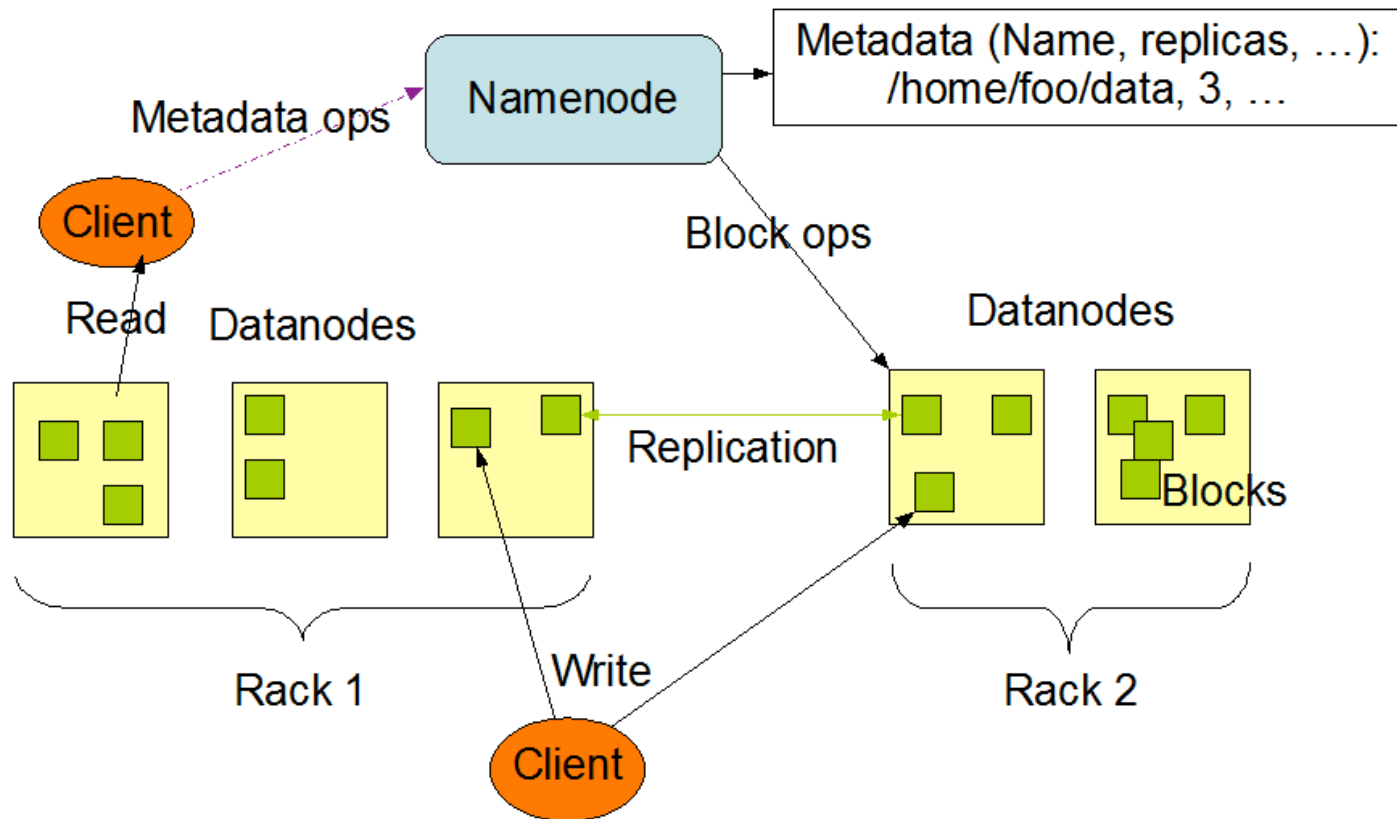 Metadata (Name, replicas, …):
/home/foo/data, 3, …
Namenode
Metadata ops
Client
Block ops
Read
Datanodes
Datanodes
Replication
Blocks
Rack 1
Write
Rack 2
Client